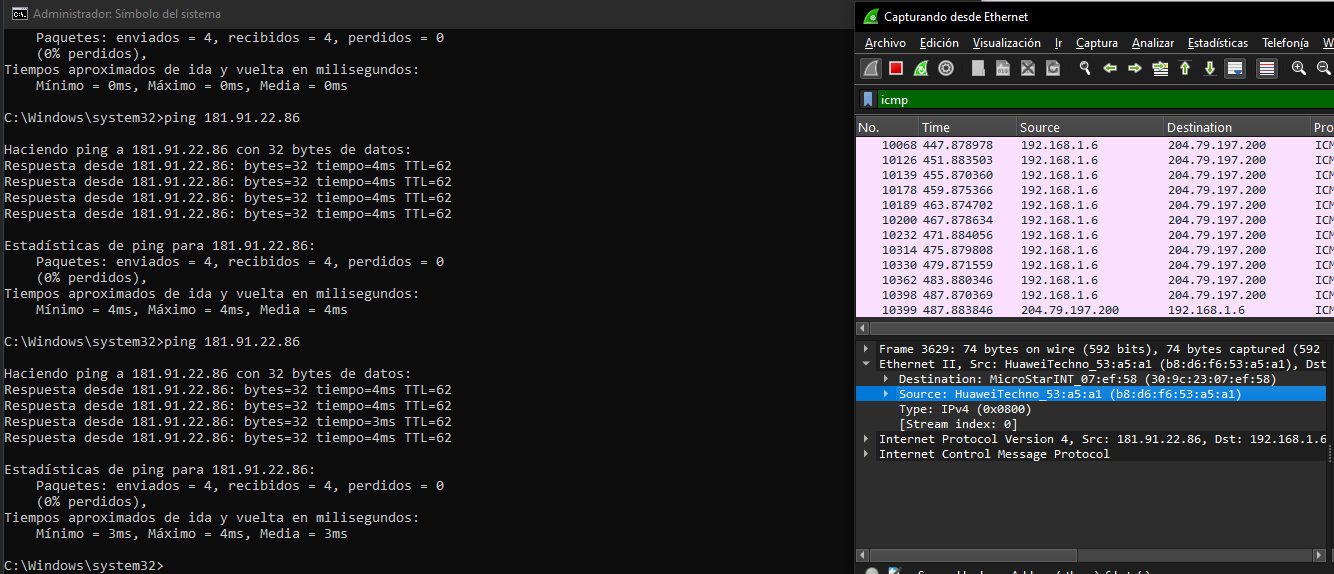 Administrador: Símbolo del sistema
    Paquetes: enviados = 4, recibidos = 4, perdidos = 0
    (0% perdidos),
Tiempos aproximados de ida y vuelta en milisegundos:
    Mínimo = 0ms, Máximo = 0ms, Media = 0ms
C:\Windows\system32>ping 181.91.22.86
Haciendo ping a 181.91.22.86 con 32 bytes de datos:
Respuesta desde 181.91.22.86: bytes=32 tiempo=4ms TTL=62
Respuesta desde 181.91.22.86: bytes=32 tiempo=4ms TTL=62
Respuesta desde 181.91.22.86: bytes=32 tiempo=4ms TTL=62
Respuesta desde 181.91.22.86: bytes=32 tiempo=4ms TTL=62
Estadísticas de ping para 181.91.22.86:
    Paquetes: enviados = 4, recibidos = 4, perdidos = 0
    (0% perdidos),
Tiempos aproximados de ida y vuelta en milisegundos:
    Mínimo = 4ms, Máximo = 4ms, Media = 4ms
C:\Windows\system32>ping 181.91.22.86
Haciendo ping a 181.91.22.86 con 32 bytes de datos:
Respuesta desde 181.91.22.86: bytes=32 tiempo=4ms TTL=62
Respuesta desde 181.91.22.86: bytes=32 tiempo=4ms TTL=62
Respuesta desde 181.91.22.86: bytes=32 tiempo=3ms TTL=62
Respuesta desde 181.91.22.86: bytes=32 tiempo=4ms TTL=62
Estadísticas de ping para 181.91.22.86:
    Paquetes: enviados = 4, recibidos = 4, perdidos = 0
    (0% perdidos),
Tiempos aproximados de ida y vuelta en milisegundos:
    Mínimo = 3ms, Máximo = 4ms, Media = 3ms
C:\Windows\system32>
Capturando desde Ethernet
Archivo Edición Visualización Ir Captura Analizar Estadísticas Telefonía W
icmp
No. Time Source Destination Pro
10068 447.878978 192.168.1.6 204.79.197.200 ICM
10126 451.883503 192.168.1.6 204.79.197.200 ICM
10139 455.870360 192.168.1.6 204.79.197.200 ICM
10178 459.875366 192.168.1.6 204.79.197.200 ICM
10189 463.874702 192.168.1.6 204.79.197.200 ICM
10200 467.878634 192.168.1.6 204.79.197.200 ICM
10232 471.884056 192.168.1.6 204.79.197.200 ICM
10314 475.879808 192.168.1.6 204.79.197.200 ICM
10330 479.871559 192.168.1.6 204.79.197.200 ICM
10362 483.880346 192.168.1.6 204.79.197.200 ICM
10398 487.870369 192.168.1.6 204.79.197.200 ICM
10399 487.883846 204.79.197.200 192.168.1.6 ICM
Frame 3629: 74 bytes on wire (592 bits), 74 bytes captured (592
Ethernet II, Src: HuaweiTechno_53:a5:a1 (b8:d6:f6:53:a5:a1), Dst
Destination: MicroStarINT_07:ef:58 (30:9c:23:07:ef:58)
Source: HuaweiTechno_53:a5:a1 (b8:d6:f6:53:a5:a1)
Type: IPv4 (0x0800)
[Stream index: 0]
Internet Protocol Version 4, Src: 181.91.22.86, Dst: 192.168.1.6
Internet Control Message Protocol